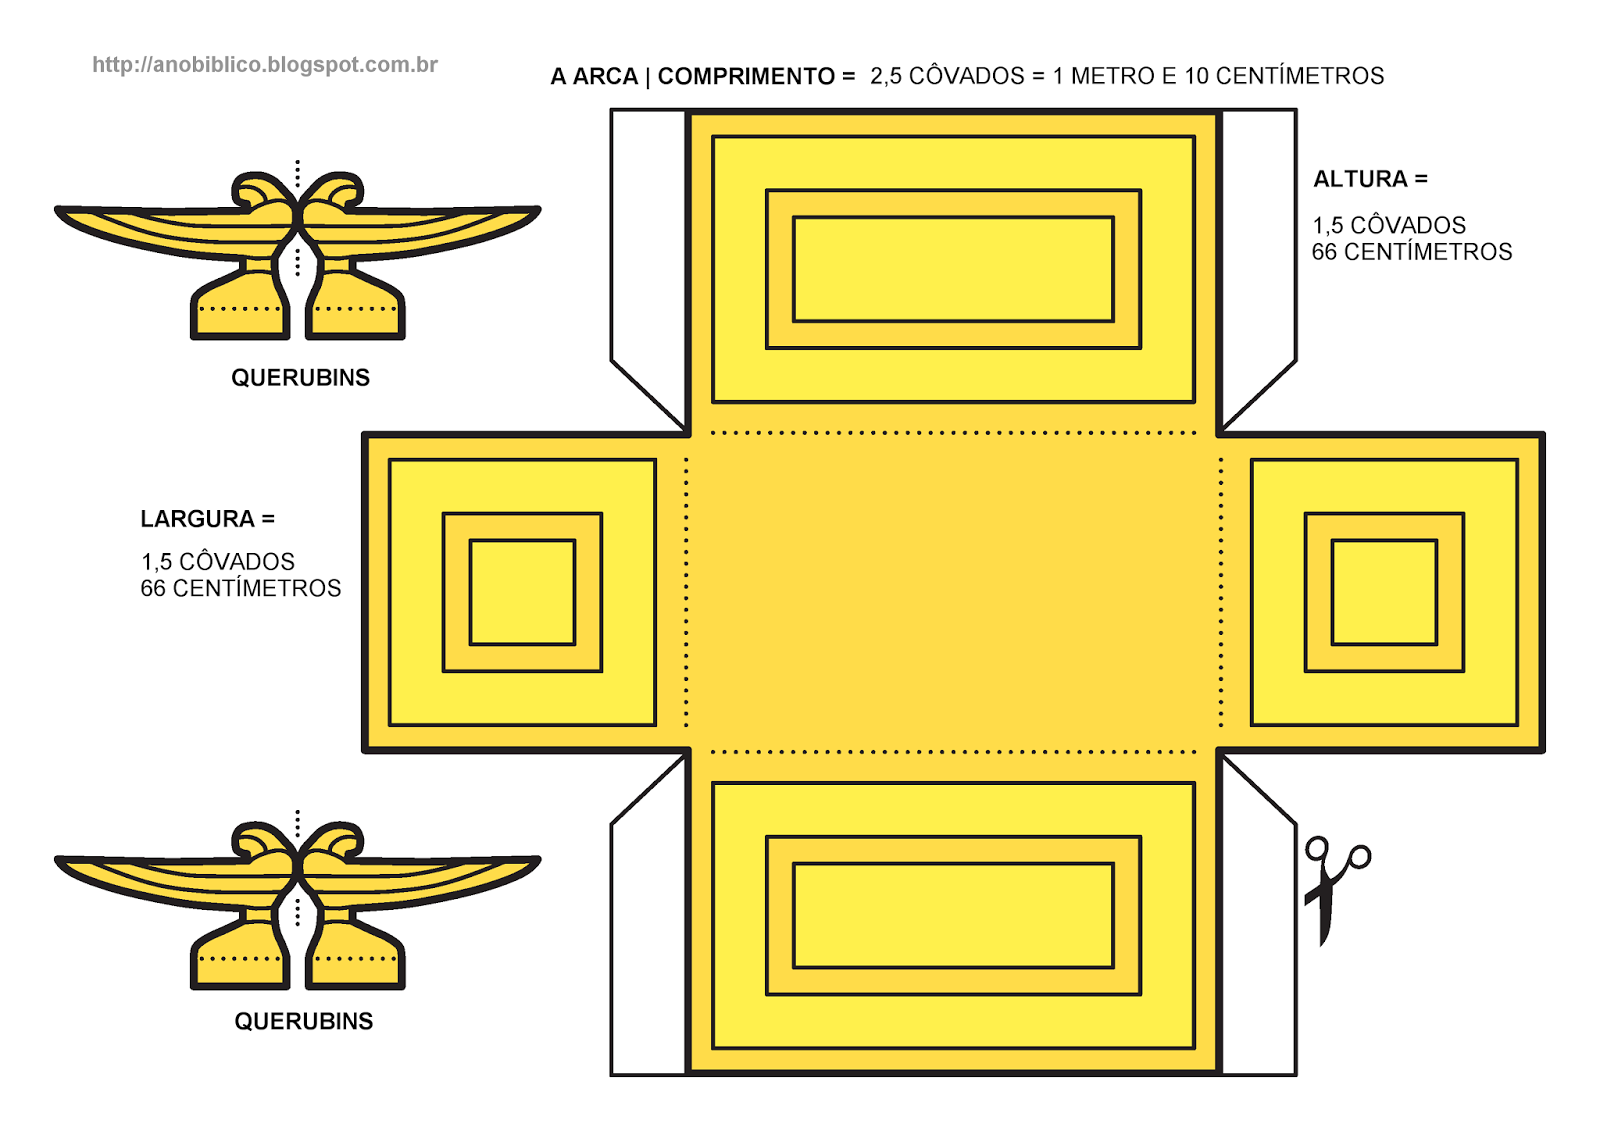 http://anobiblico.blogspot.com.br
A ARCA | COMPRIMENTO = 2,5 CÔVADOS = 1 METRO E 10 CENTÍMETROS
ALTURA =
1,5 CÔVADOS
66 CENTÍMETROS
QUERUBINS
LARGURA =
1,5 CÔVADOS
66 CENTÍMETROS
QUERUBINS